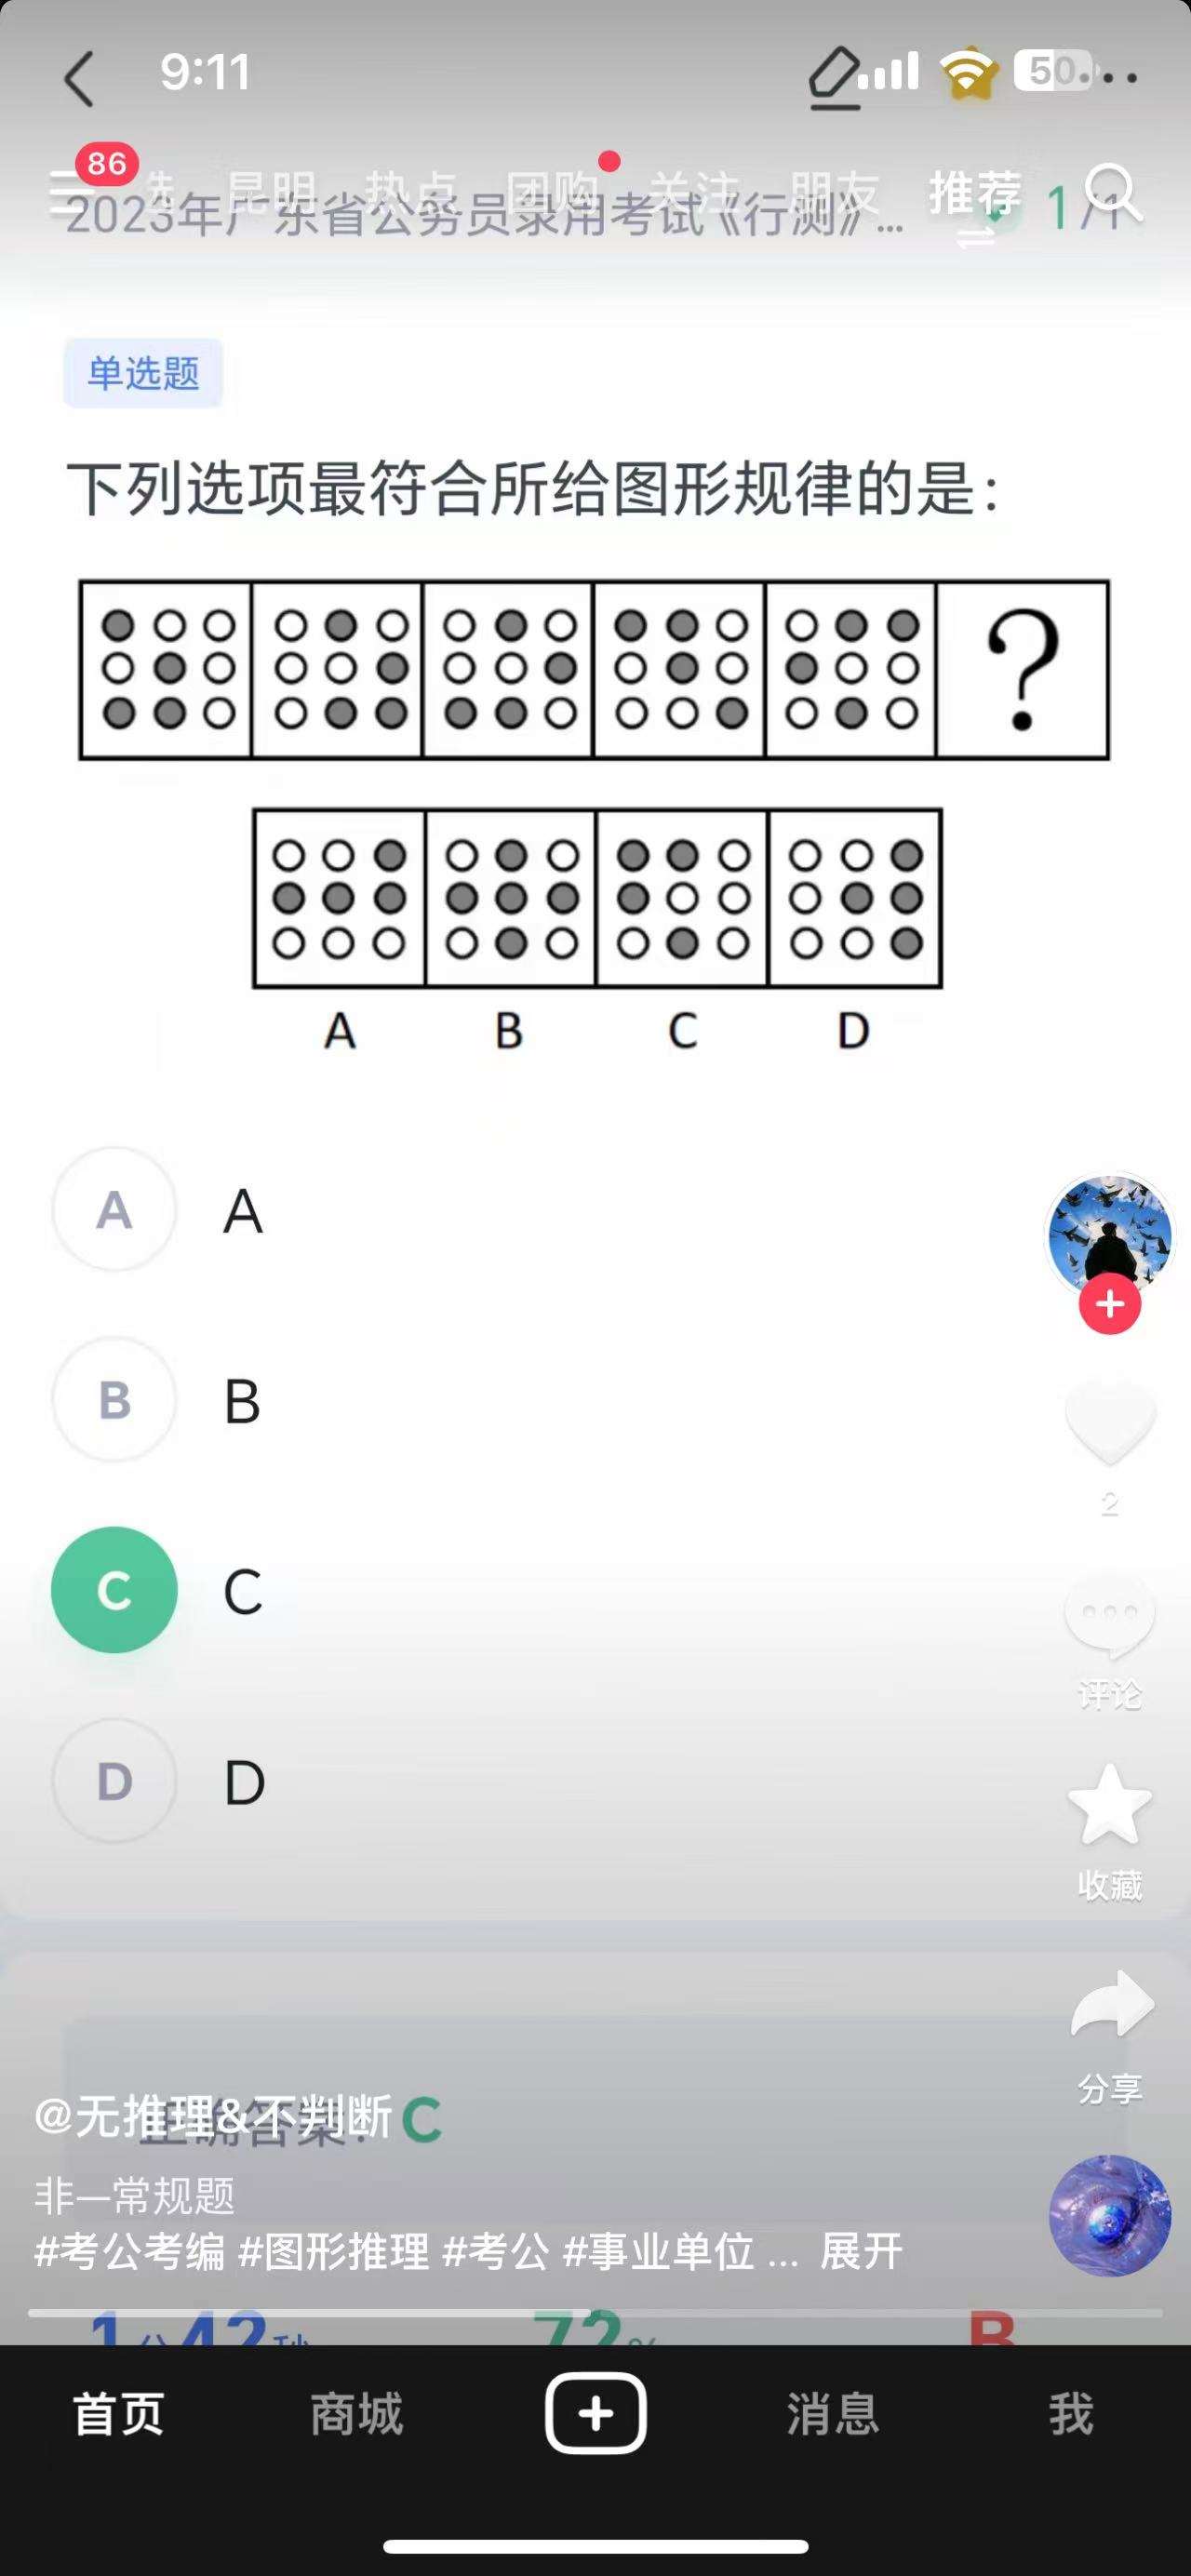 9:11
50
86
选 昆明 热点 团购 关注 朋友 推荐
2023年广东省公务员录用考试《行测》... 1/1
单选题
下列选项最符合所给图形规律的是：
?
A B C D
A A
B B
C C
D D
2
评论
收藏
分享
正确答案：C
@无推理&不判断
非—常规题
#考公考编 #图形推理 #考公 #事业单位 ... 展开
1分42秒 72% B
首页 商城 消息 我